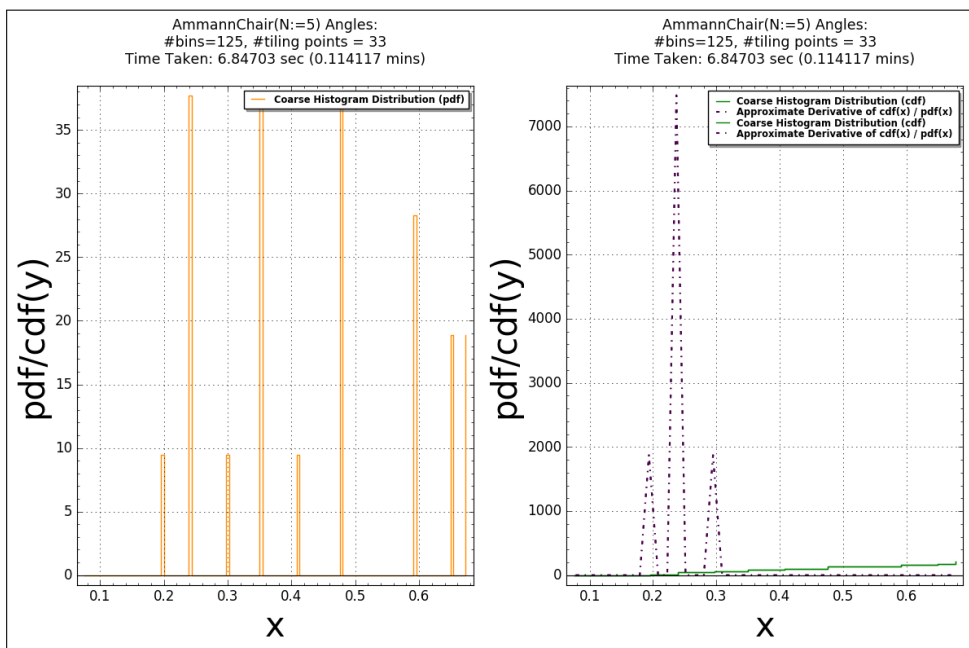 AmmannChair(N:=5) Angles:
#bins=125, #tiling points = 33
Time Taken: 6.84703 sec (0.114117 mins)
Coarse Histogram Distribution (pdf)
35
30
25
20
15
10
5
0
pdf/cdf(y)
0.1 0.2 0.3 0.4 0.5 0.6
x
AmmannChair(N:=5) Angles:
#bins=125, #tiling points = 33
Time Taken: 6.84703 sec (0.114117 mins)
Coarse Histogram Distribution (cdf)
Approximate Derivative of cdf(x) / pdf(x)
Coarse Histogram Distribution (cdf)
Approximate Derivative of cdf(x) / pdf(x)
7000
6000
5000
4000
3000
2000
1000
0
pdf/cdf(y)
0.1 0.2 0.3 0.4 0.5 0.6
x